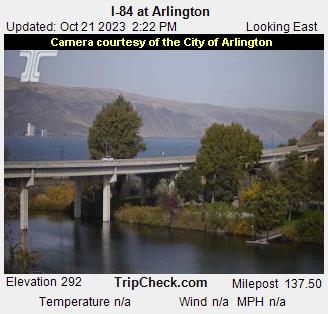 I-84 at Arlington
Updated: Oct 21 2023 2:22 PM Looking East
Camera courtesy of the City of Arlington
Elevation 292 TripCheck.com Milepost 137.50
Temperature n/a Wind n/a MPH n/a